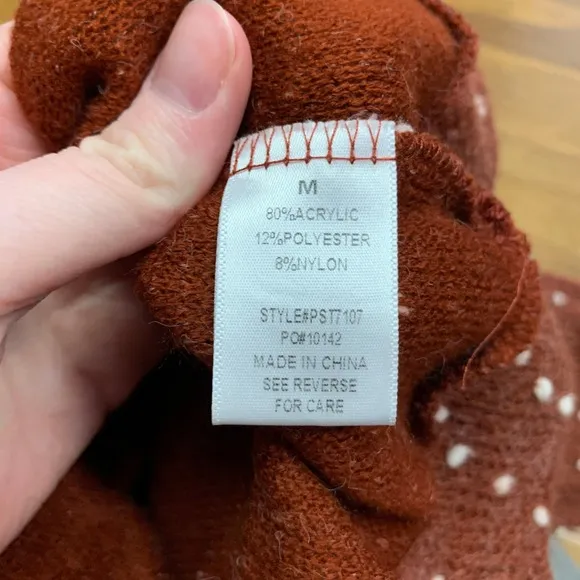 M
80%ACRYLIC
12%POLYESTER
8%NYLON
STYLE#PST7107
PO#10142
MADE IN CHINA
SEE REVERSE
FOR CARE